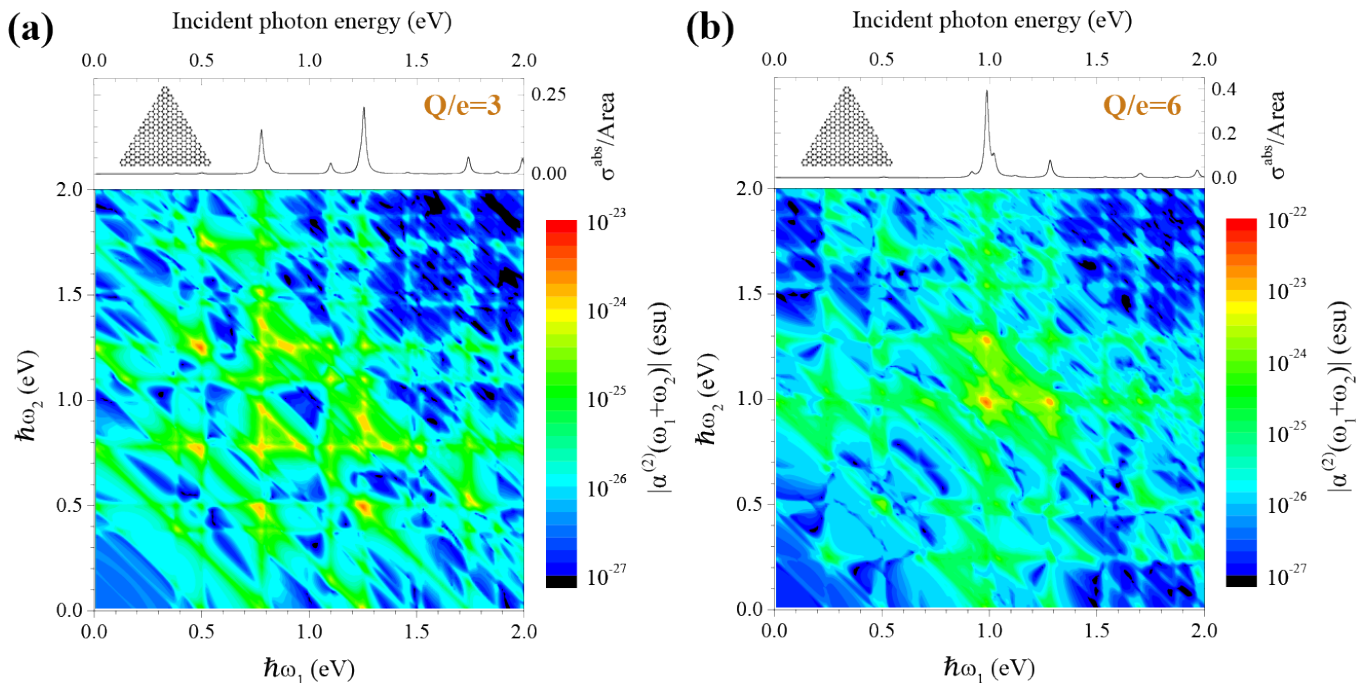 (a)
Incident photon energy (eV)
0.0 0.5 1.0 1.5 2.0
Q/e=3
0.25
0.00
σ^abs/Area
2.0
1.5
1.0
0.5
0.0
ħω₂ (eV)
0.0 0.5 1.0 1.5 2.0
ħω₁ (eV)
10⁻²³
10⁻²⁴
10⁻²⁵
10⁻²⁶
10⁻²⁷
|α⁽²⁾(ω₁+ω₂)| (esu)
(b)
Incident photon energy (eV)
0.0 0.5 1.0 1.5 2.0
Q/e=6
0.4
0.2
0.0
σ^abs/Area
2.0
1.5
1.0
0.5
0.0
ħω₂ (eV)
0.0 0.5 1.0 1.5 2.0
ħω₁ (eV)
10⁻²²
10⁻²³
10⁻²⁴
10⁻²⁵
10⁻²⁶
10⁻²⁷
|α⁽²⁾(ω₁+ω₂)| (esu)